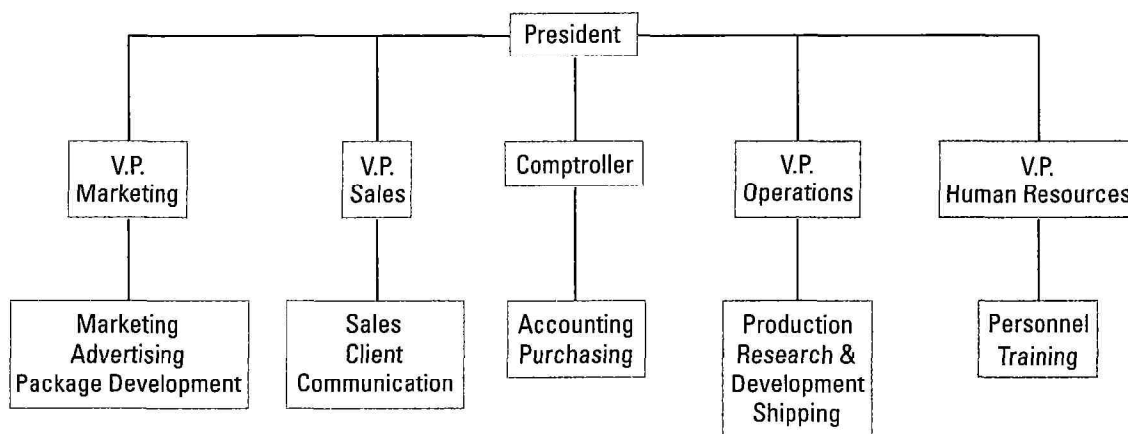 President
V.P.
Marketing
V.P.
Sales
Comptroller
V.P.
Operations
V.P.
Human Resources
Marketing
Advertising
Package Development
Sales
Client
Communication
Accounting
Purchasing
Production
Research &
Development
Shipping
Personnel
Training